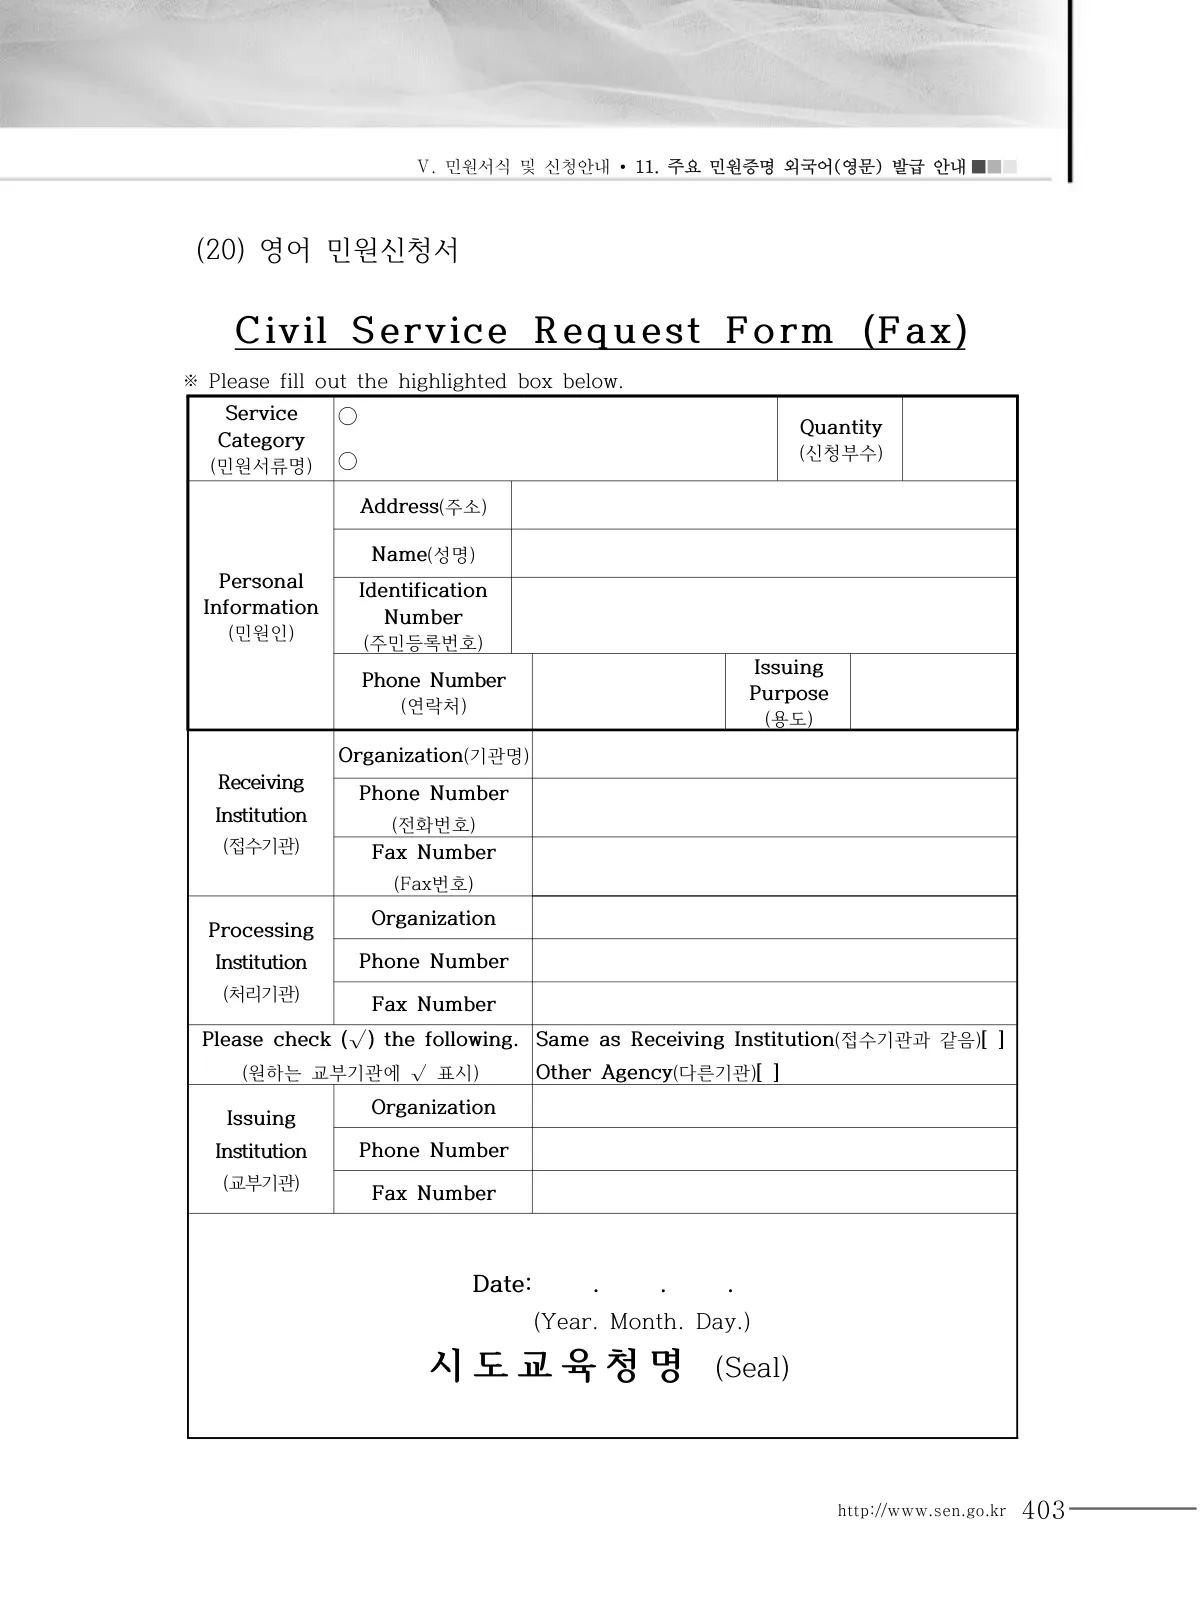 Ⅴ. 민원서식 및 신청안내 • 11. 주요 민원증명 외국어(영문) 발급 안내
(20) 영어 민원신청서
Civil Service Request Form (Fax)
※ Please fill out the highlighted box below.
Service
Category
(민원서류명)
○
○
Quantity
(신청부수)
Personal
Information
(민원인)
Address(주소)
Name(성명)
Identification
Number
(주민등록번호)
Phone Number
(연락처)
Issuing
Purpose
(용도)
Receiving
Institution
(접수기관)
Organization(기관명)
Phone Number
(전화번호)
Fax Number
(Fax번호)
Processing
Institution
(처리기관)
Organization
Phone Number
Fax Number
Please check (√) the following.
(원하는 교부기관에 √ 표시)
Same as Receiving Institution(접수기관과 같음)[ ]
Other Agency(다른기관)[ ]
Issuing
Institution
(교부기관)
Organization
Phone Number
Fax Number
Date: . . .
(Year. Month. Day.)
시도교육청명 (Seal)
http://www.sen.go.kr 403